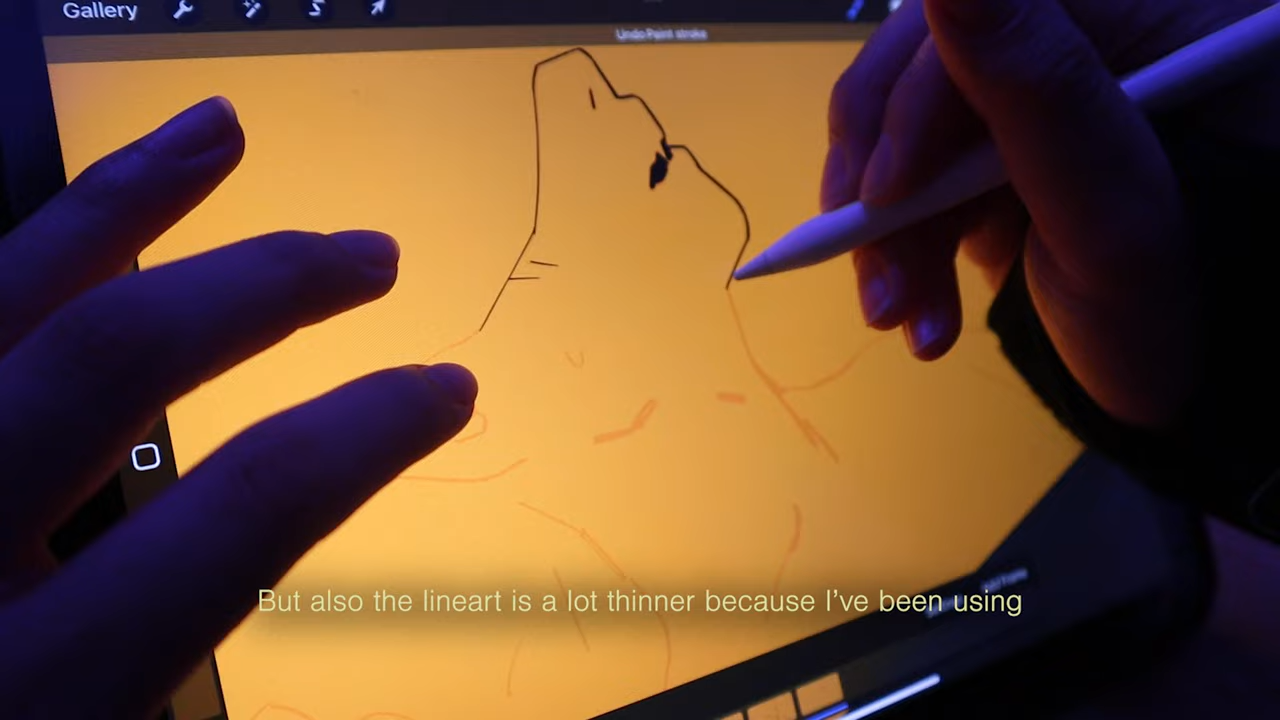 Gallery
Undo Paint stroke
But also the lineart is a lot thinner because I've been using